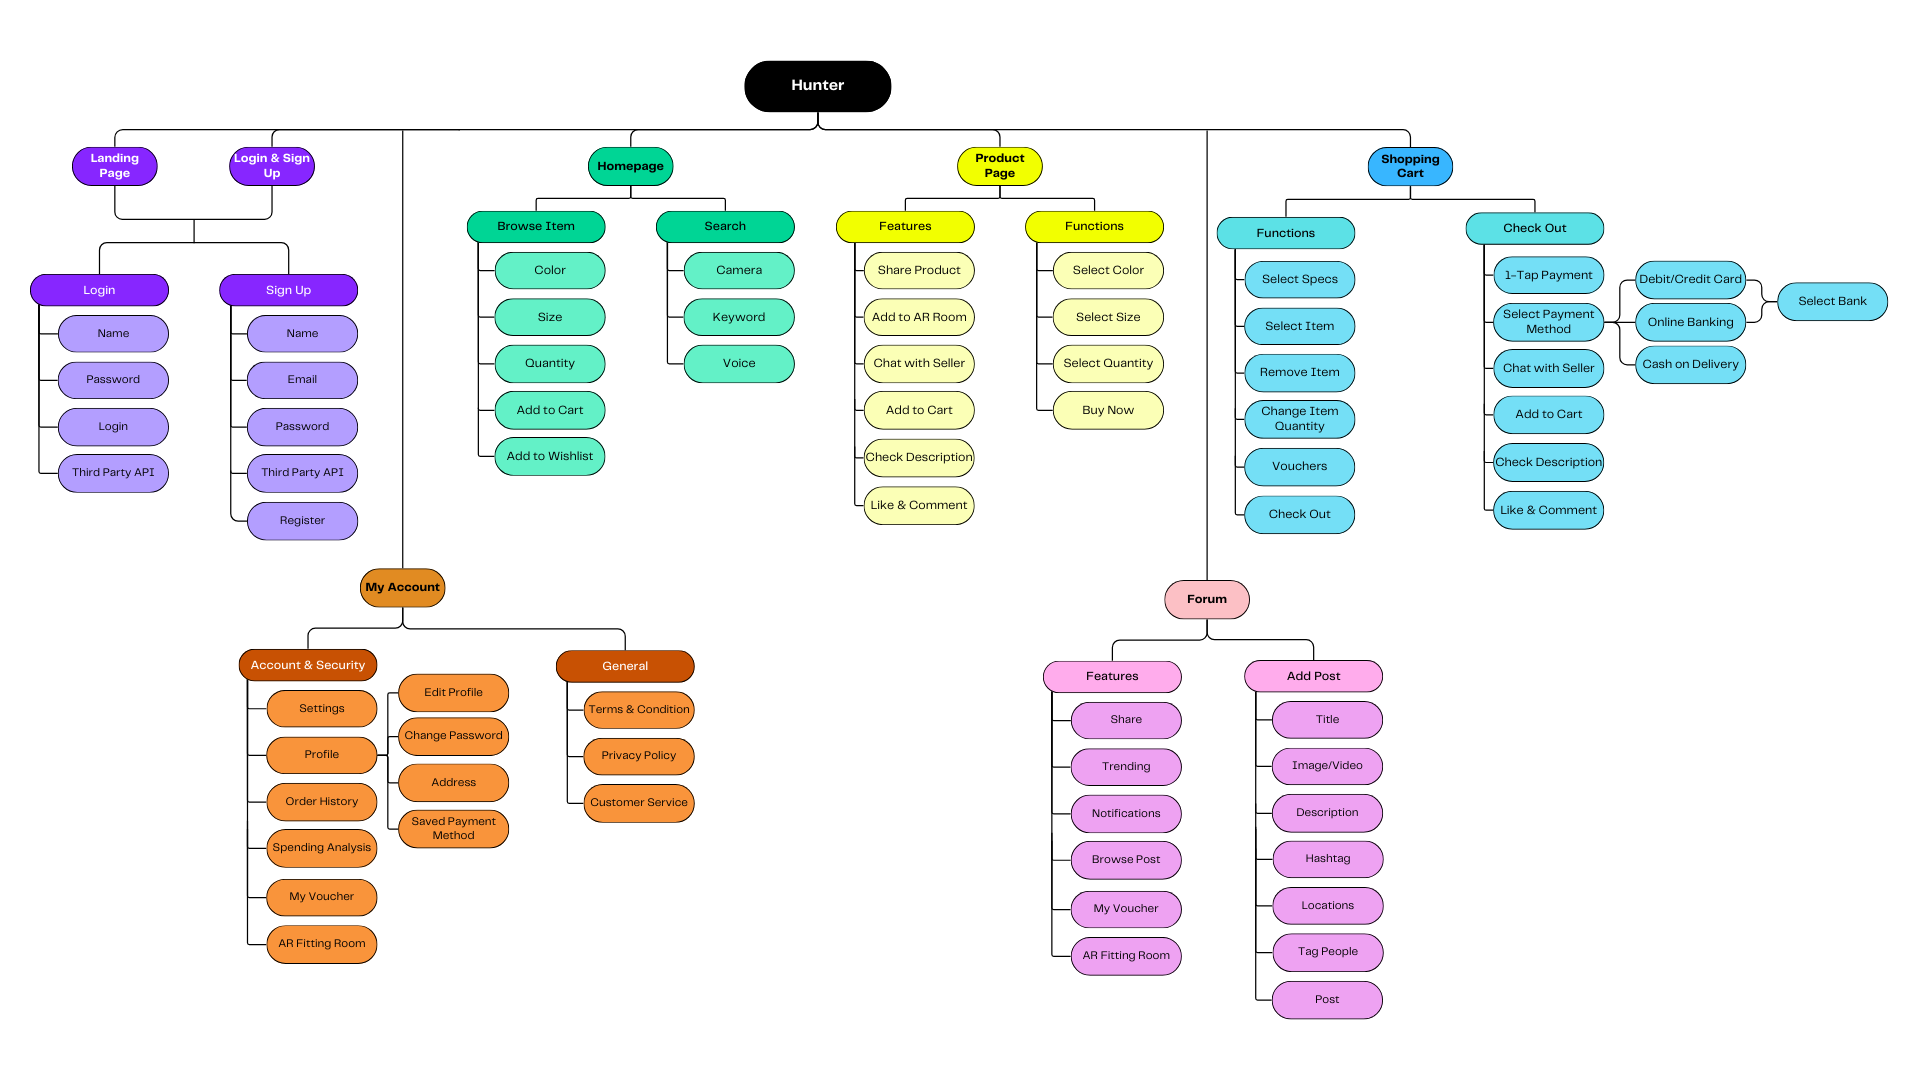 Hunter
Landing
Page
Login & Sign
Up
Homepage
Product
Page
Shopping
Cart
Login
Name
Password
Login
Third Party API
Sign Up
Name
Email
Password
Third Party API
Register
Browse Item
Color
Size
Quantity
Add to Cart
Add to Wishlist
Search
Camera
Keyword
Voice
Features
Share Product
Add to AR Room
Chat with Seller
Add to Cart
Check Description
Like & Comment
Functions
Select Color
Select Size
Select Quantity
Buy Now
Functions
Select Specs
Select Item
Remove Item
Change Item
Quantity
Vouchers
Check Out
Check Out
1-Tap Payment
Select Payment
Method
Chat with Seller
Add to Cart
Check Description
Like & Comment
Debit/Credit Card
Online Banking
Cash on Delivery
Select Bank
My Account
Account & Security
Settings
Profile
Order History
Spending Analysis
My Voucher
AR Fitting Room
Edit Profile
Change Password
Address
Saved Payment
Method
General
Terms & Condition
Privacy Policy
Customer Service
Forum
Features
Share
Trending
Notifications
Browse Post
My Voucher
AR Fitting Room
Add Post
Title
Image/Video
Description
Hashtag
Locations
Tag People
Post